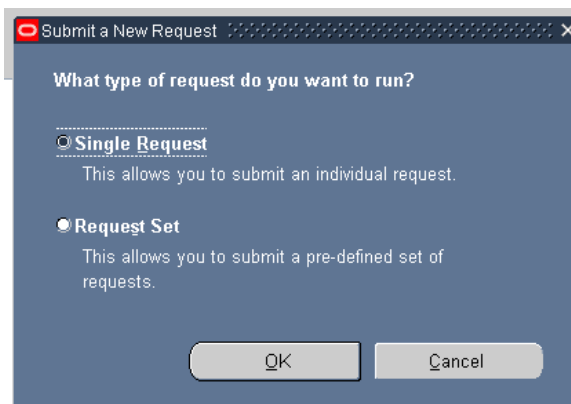 Submit a New Request
What type of request do you want to run?
Single Request
This allows you to submit an individual request.
Request Set
This allows you to submit a pre-defined set of
requests.
OK
Cancel